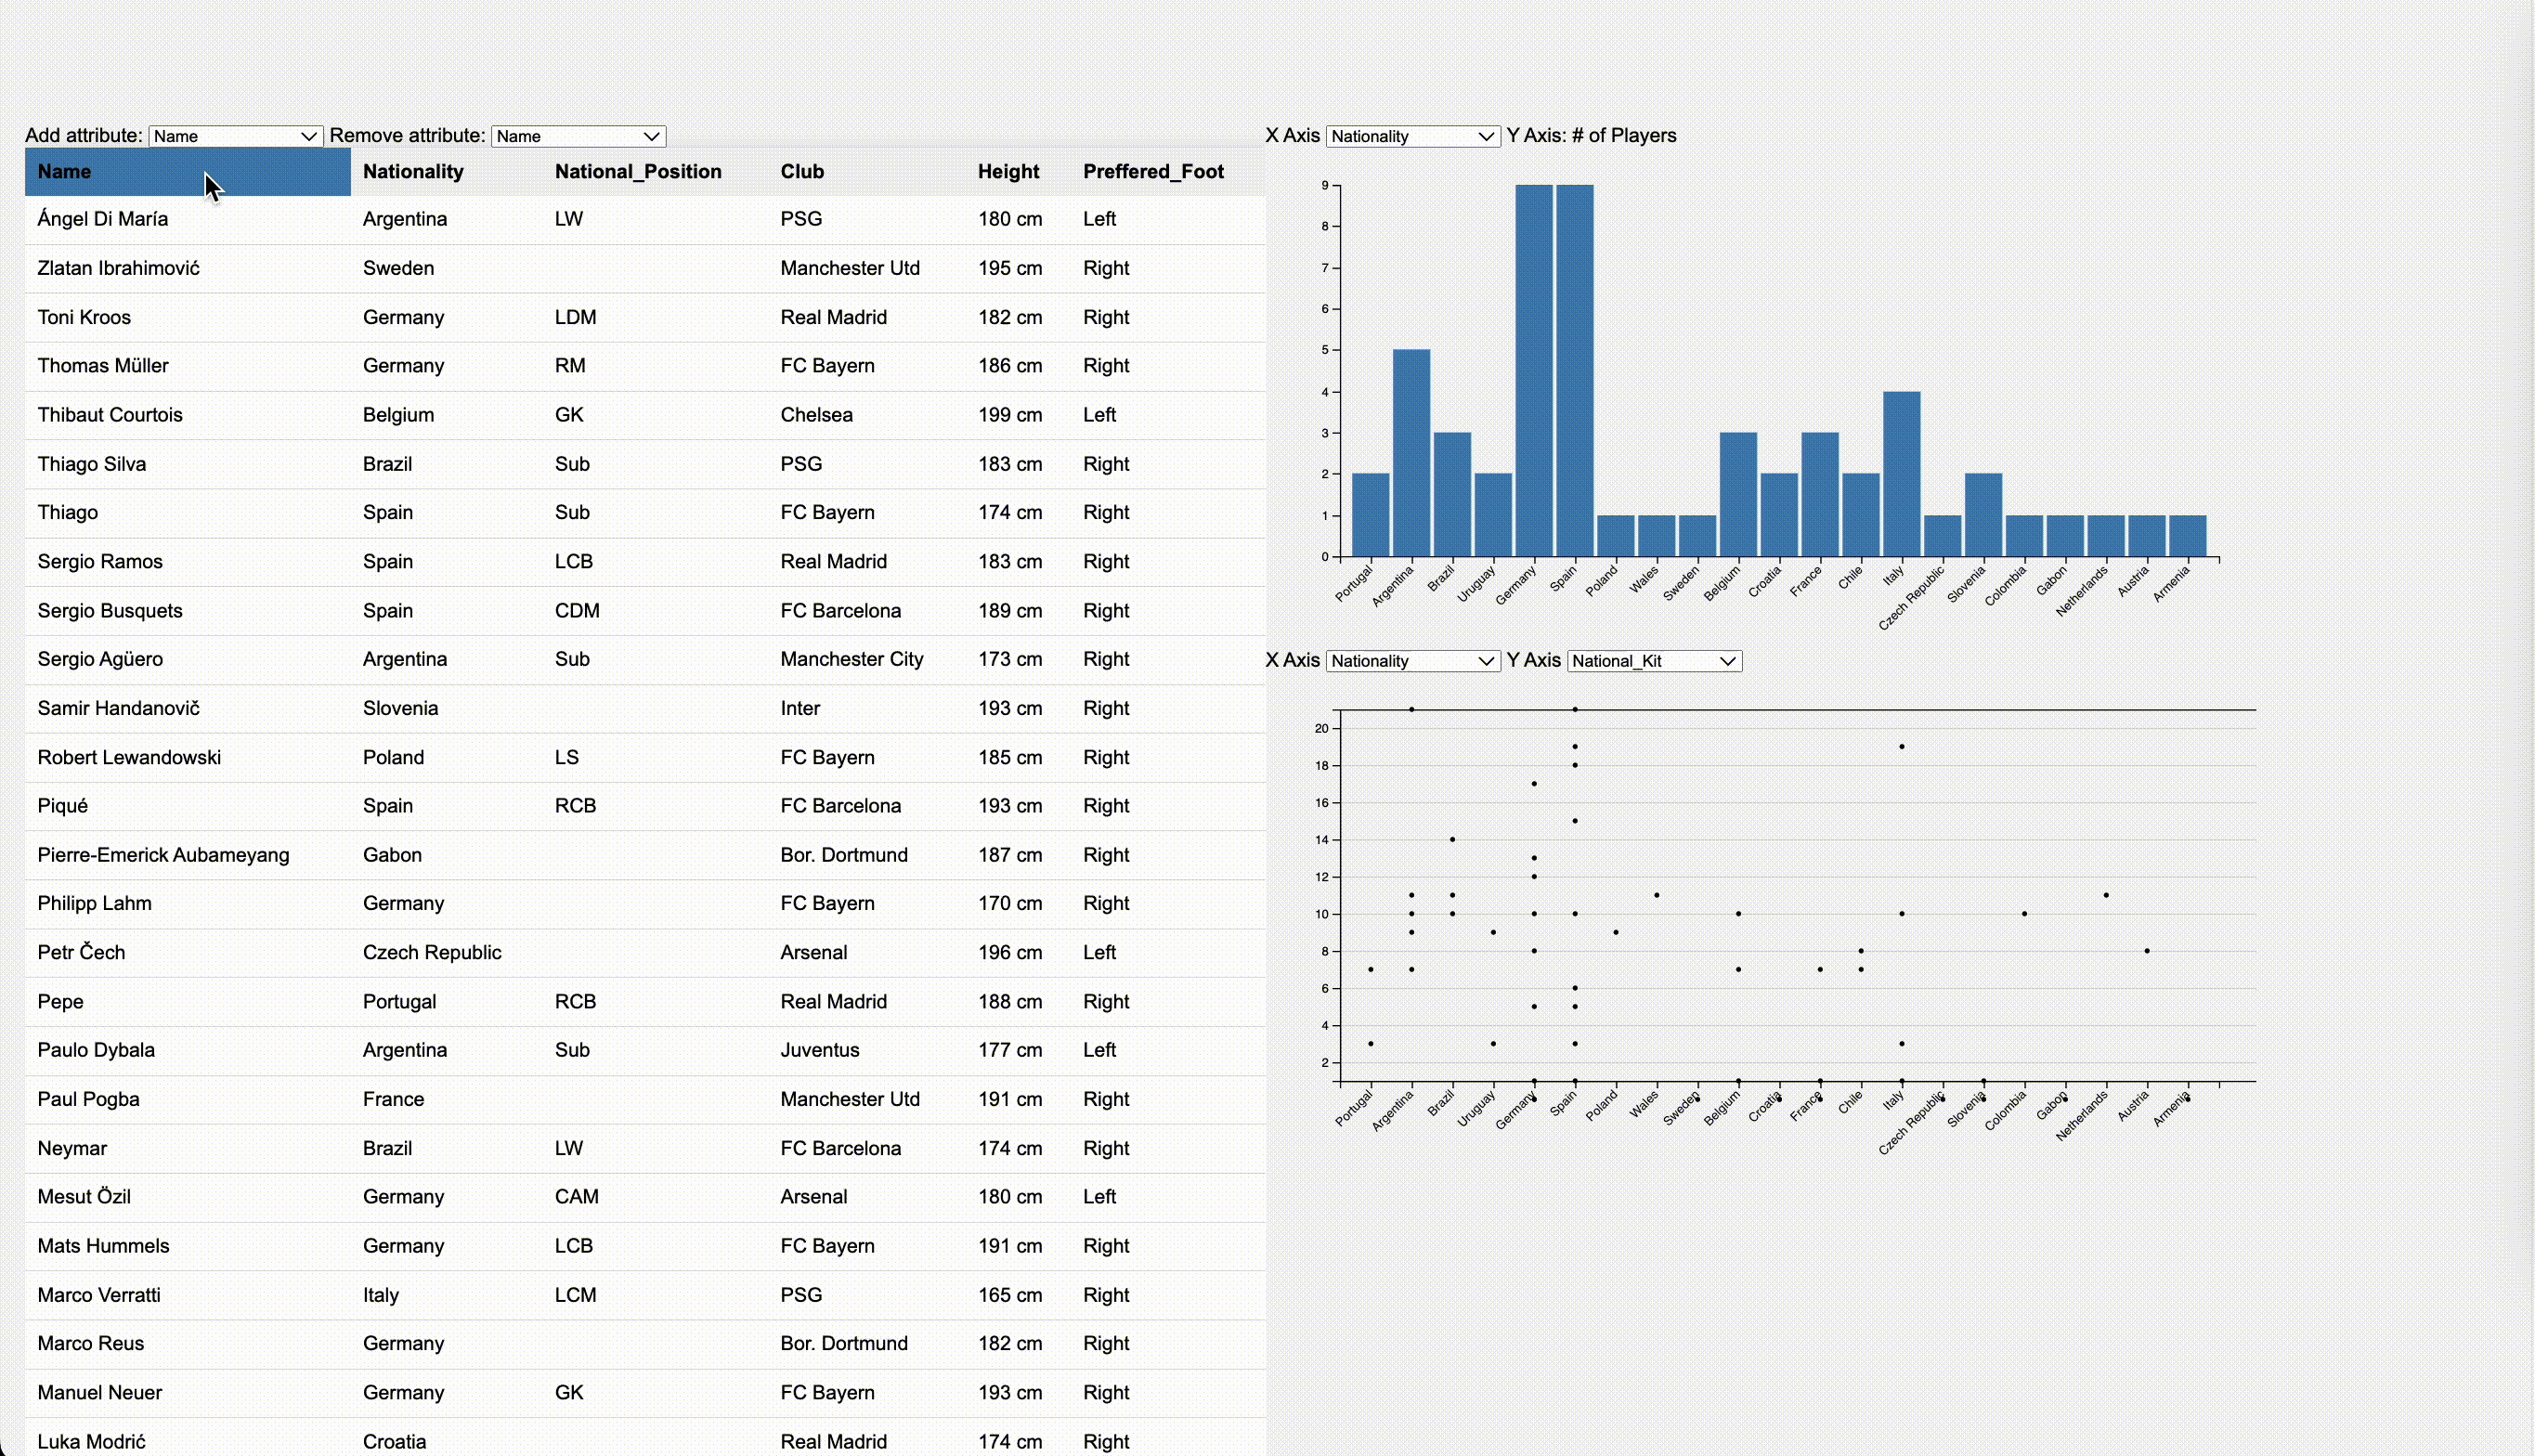 Add attribute: Name Remove attribute: Name
Name Nationality National_Position Club Height Preffered_Foot
Ángel Di María Argentina LW PSG 180 cm Left
Zlatan Ibrahimović Sweden Manchester Utd 195 cm Right
Toni Kroos Germany LDM Real Madrid 182 cm Right
Thomas Müller Germany RM FC Bayern 186 cm Right
Thibaut Courtois Belgium GK Chelsea 199 cm Left
Thiago Silva Brazil Sub PSG 183 cm Right
Thiago Spain Sub FC Bayern 174 cm Right
Sergio Ramos Spain LCB Real Madrid 183 cm Right
Sergio Busquets Spain CDM FC Barcelona 189 cm Right
Sergio Agüero Argentina Sub Manchester City 173 cm Right
Samir Handanovič Slovenia Inter 193 cm Right
Robert Lewandowski Poland LS FC Bayern 185 cm Right
Piqué Spain RCB FC Barcelona 193 cm Right
Pierre-Emerick Aubameyang Gabon Bor. Dortmund 187 cm Right
Philipp Lahm Germany FC Bayern 170 cm Right
Petr Čech Czech Republic Arsenal 196 cm Left
Pepe Portugal RCB Real Madrid 188 cm Right
Paulo Dybala Argentina Sub Juventus 177 cm Left
Paul Pogba France Manchester Utd 191 cm Right
Neymar Brazil LW FC Barcelona 174 cm Right
Mesut Özil Germany CAM Arsenal 180 cm Left
Mats Hummels Germany LCB FC Bayern 191 cm Right
Marco Verratti Italy LCM PSG 165 cm Right
Marco Reus Germany Bor. Dortmund 182 cm Right
Manuel Neuer Germany GK FC Bayern 193 cm Right
Luka Modrić Croatia Real Madrid 174 cm Right
X Axis Nationality Y Axis: # of Players
9
8
7
6
5
4
3
2
1
0
Portugal Argentina Brazil Uruguay Germany Spain Poland Wales Sweden Belgium Croatia France Chile Italy Czech Republic Slovenia Colombia Gabon Netherlands Austria Armenia
X Axis Nationality Y Axis National_Kit
20
18
16
14
12
10
8
6
4
2
Portugal Argentina Brazil Uruguay Germany Spain Poland Wales Sweden Belgium Croatia France Chile Italy Czech Republic Slovenia Colombia Gabon Netherlands Austria Armenia